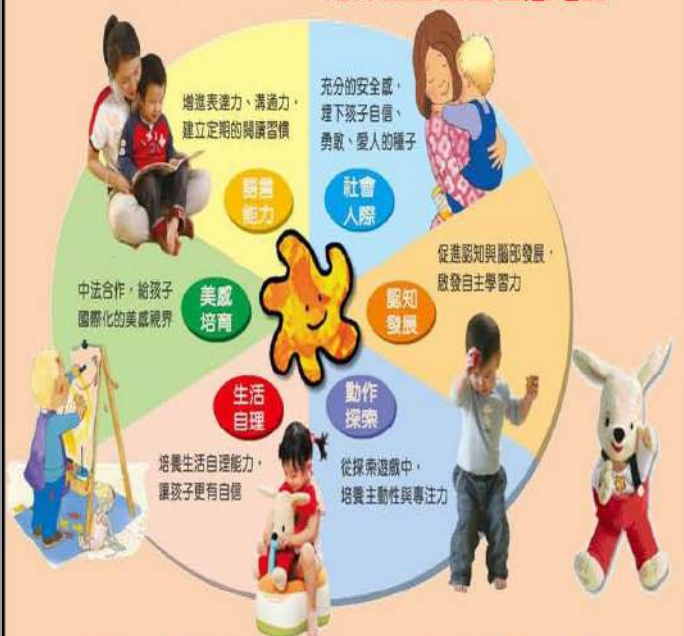 增進表達力、溝通力，
建立定期的閱讀習慣
語言
能力
充分的安全感，
埋下孩子自信、
勇敢、愛人的種子
社會
人際
促進認知與腦部發展，
啟發自主學習力
認知
發展
從探索遊戲中，
培養主動性與專注力
動作
探索
培養生活自理能力，
讓孩子更有自信
生活
自理
中法合作，給孩子
國際化的美感視界
美感
培育